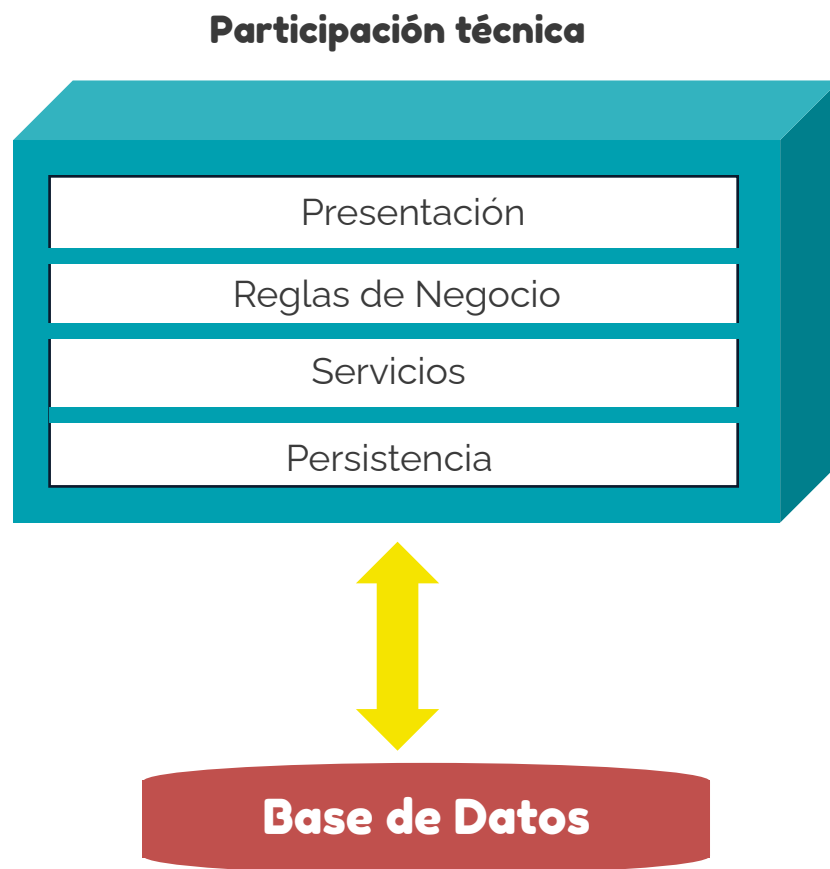 Participación técnica
Presentación
Reglas de Negocio
Servicios
Persistencia
Base de Datos